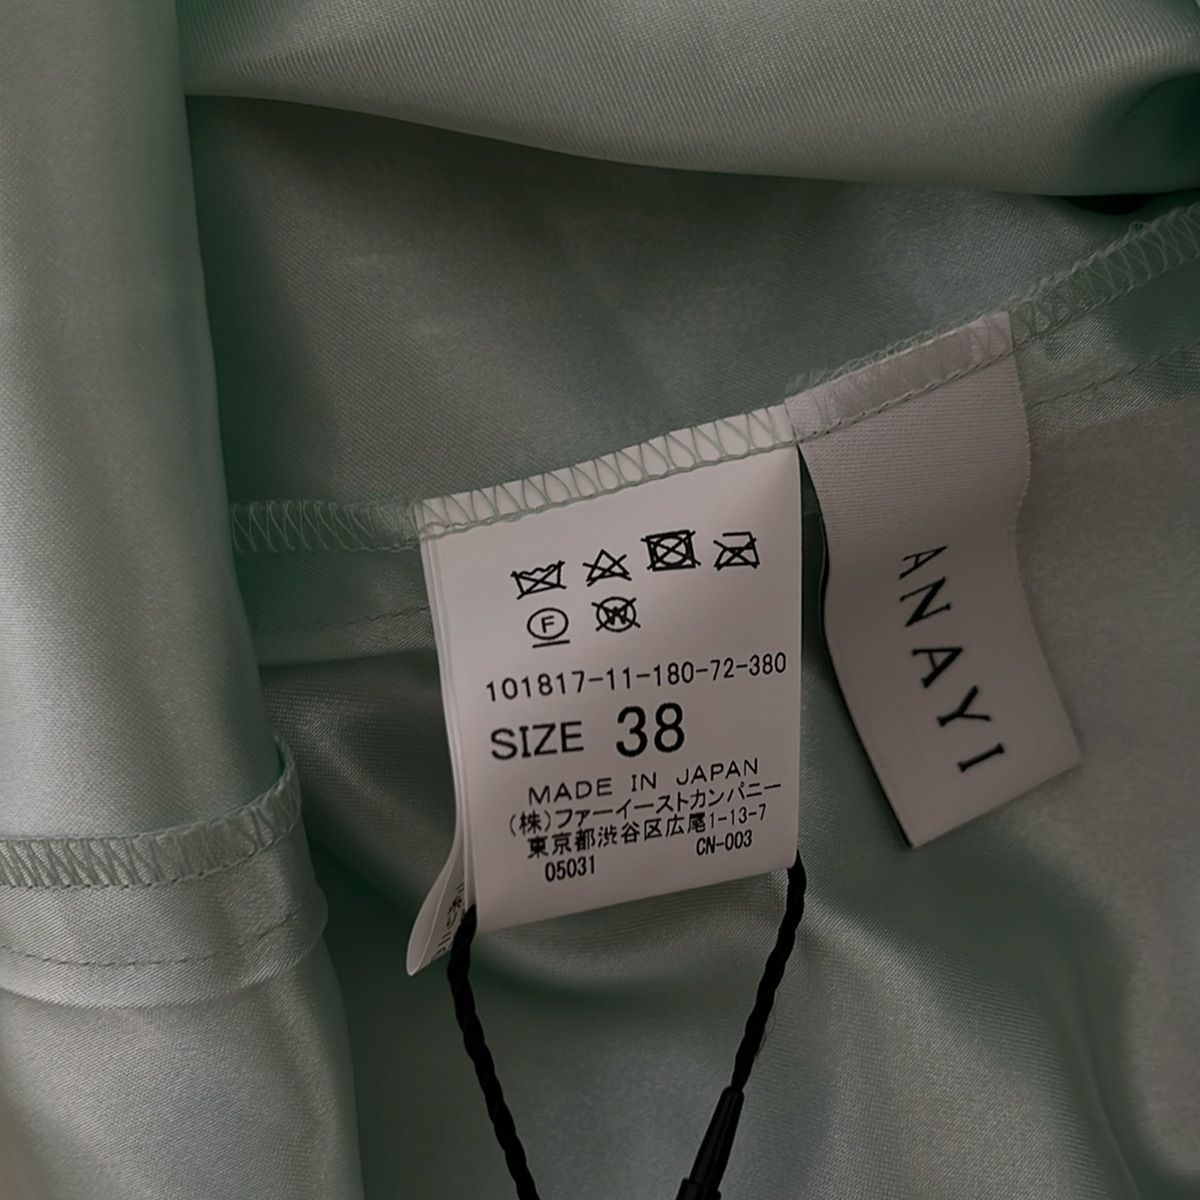 F
W
101817-11-180-72-380
SIZE 38
MADE IN JAPAN
(株)ファーイーストカンパニー
東京都渋谷区広尾1-13-7
05031 CN-003
ANAYI